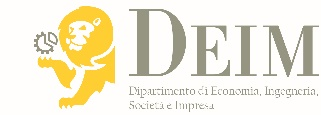 DEIM
Dipartimento di Economia, Ingegneria,
Società e Impresa